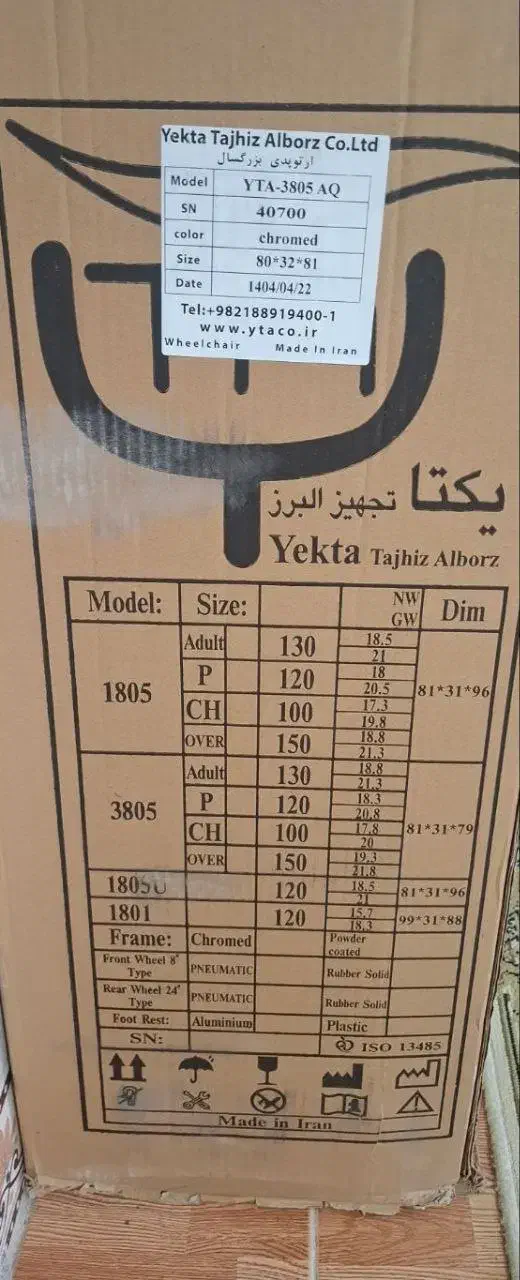 Yekta Tajhiz Alborz Co.Ltd
ارتوپدی بزرگسال
Model YTA-3805 AQ
SN 40700
color chromed
Size 80*32*81
Date 1404/04/22
Tel:+982188919400-1
www.ytaco.ir
Wheelchair Made In Iran
یکتا تجهیز البرز
Yekta Tajhiz Alborz
Model: Size: NW GW Dim
1805 81*31*96
Adult 130 18.5 21
P 120 18 20.5
CH 100 17.3 19.8
OVER 150 18.8 21.3
3805 81*31*79
Adult 130 18.8 21.3
P 120 18.3 20.8
CH 100 17.8 20
OVER 150 19.3 21.8
1805U 120 18.5 21 81*31*96
1801 120 15.7 18.3 99*31*88
Frame: Chromed Powder coated
Front Wheel 8" Type PNEUMATIC Rubber Solid
Rear Wheel 24" Type PNEUMATIC Rubber Solid
Foot Rest: Aluminium Plastic
SN: ISO 13485
Made in Iran